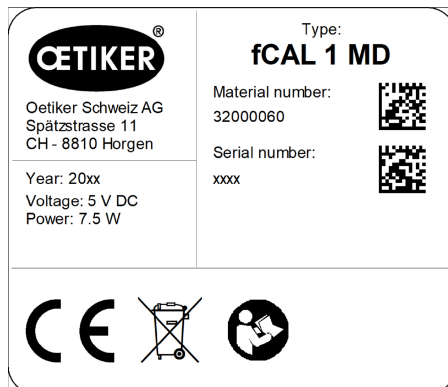 ŒTIKER®
Oetiker Schweiz AG
Spätzstrasse 11
CH - 8810 Horgen
Year: 20xx
Voltage: 5 V DC
Power: 7.5 W
Type:
fCAL 1 MD
Material number:
32000060
Serial number:
xxxx
CE